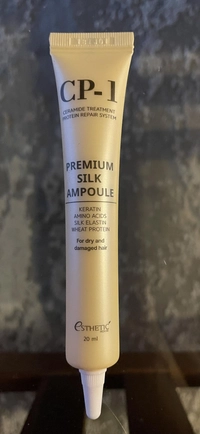 CP-1
CERAMIDE TREATMENT
PROTEIN REPAIR SYSTEM
PREMIUM
SILK
AMPOULE
KERATIN
AMINO ACIDS
SILK ELASTIN
WHEAT PROTEIN
For dry and
damaged hair
ESTHETIC
20 ml